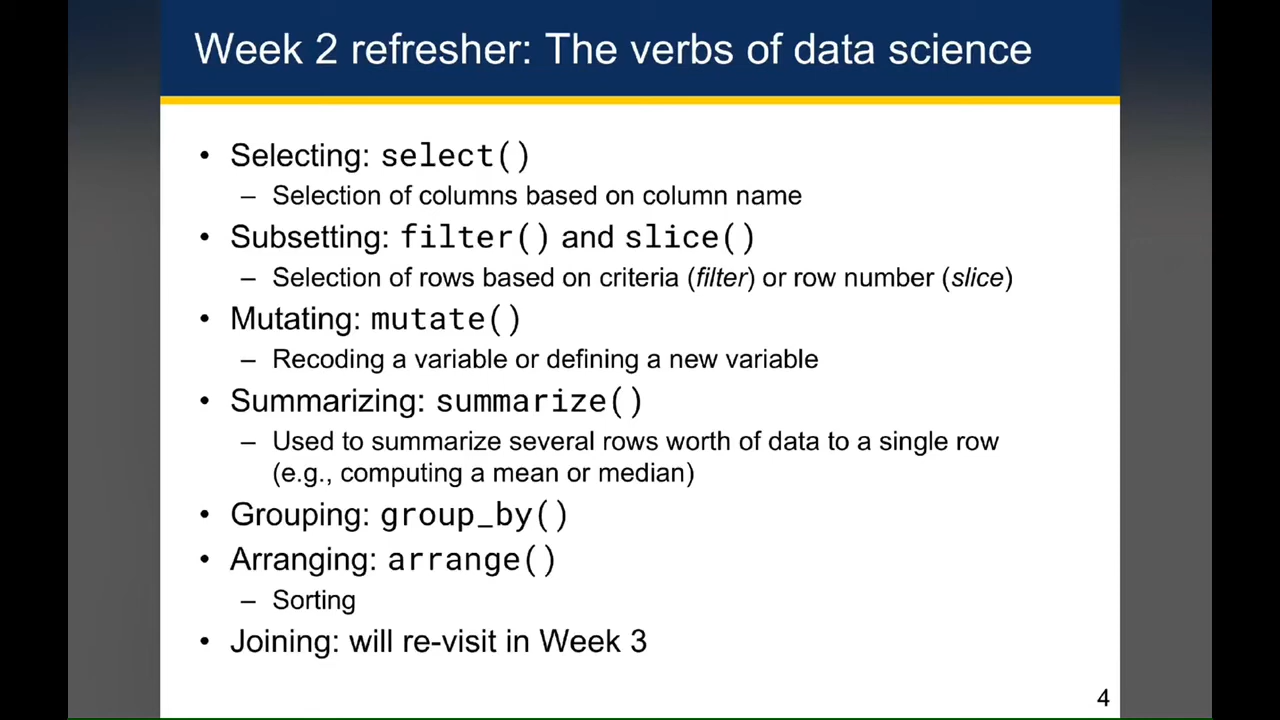 Week 2 refresher: The verbs of data science
• Selecting: select()
– Selection of columns based on column name
• Subsetting: filter() and slice()
– Selection of rows based on criteria (filter) or row number (slice)
• Mutating: mutate()
– Recoding a variable or defining a new variable
• Summarizing: summarize()
– Used to summarize several rows worth of data to a single row
(e.g., computing a mean or median)
• Grouping: group_by()
• Arranging: arrange()
– Sorting
• Joining: will re-visit in Week 3
4